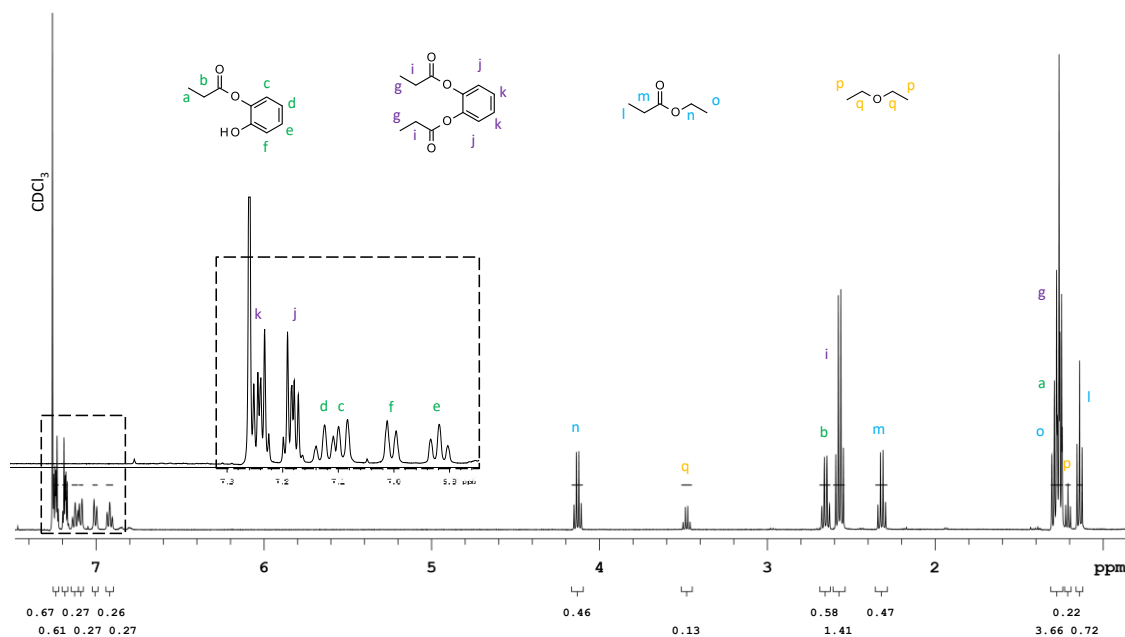 O
O
O
O
O
O
HO
O
O
b
a
c
d
e
f
i
g
j
k
g
k
i
j
m
o
l
n
p
p
q
q
CDCl3
k
j
d
c
f
e
7.3
7.2
7.1
7.0
6.9
ppm
n
q
b
i
m
g
a
o
p
l
7
6
5
4
3
2
ppm
0.67
0.27
0.26
0.46
0.58
0.47
0.22
0.61
0.27
0.27
0.13
1.41
3.66
0.72